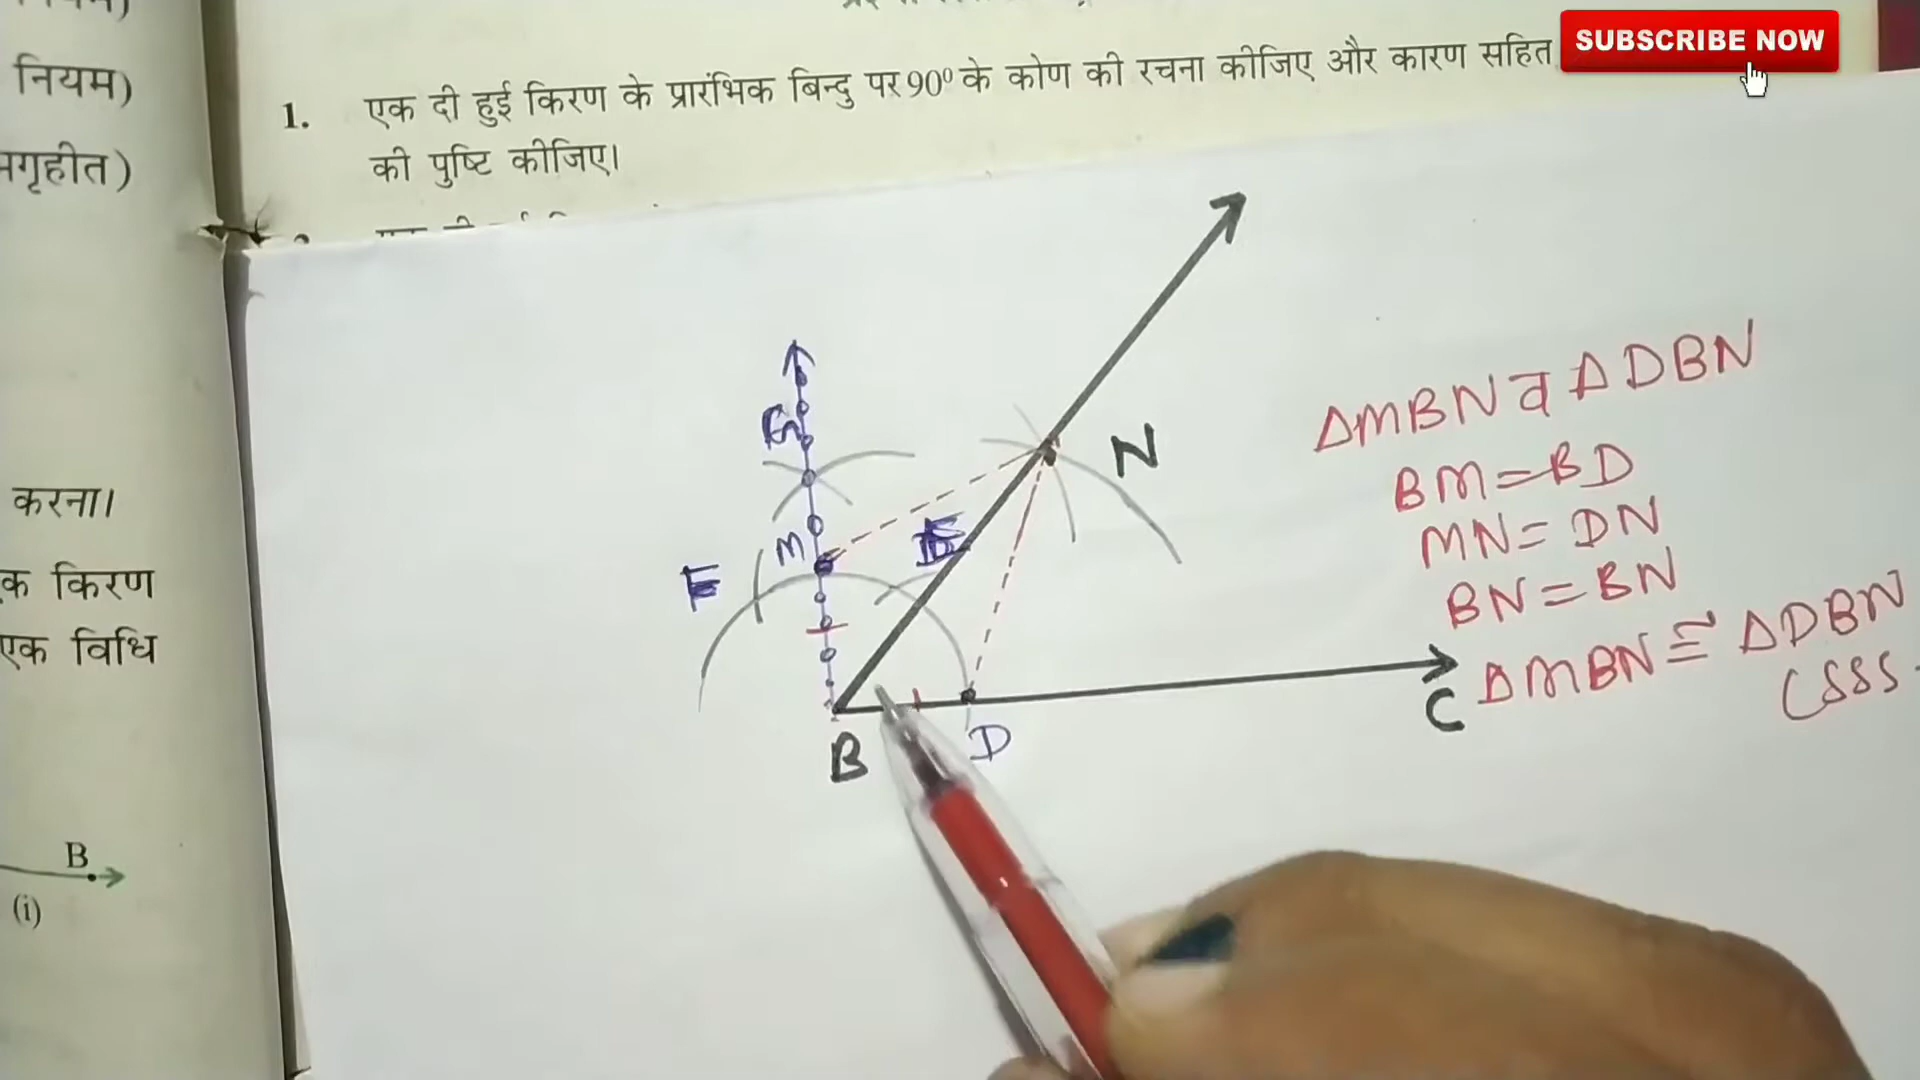 नियम)
करना।
क किरण
एक विधि
B
(i)
SUBSCRIBE NOW
1. एक दी हुई किरण के प्रारंभिक बिन्दु पर 90⁰ के कोण की रचना कीजिए और कारण सहित
की पुष्टि कीजिए।
G
M
F
N
B
D
C
ΔMBN व ΔDBN
BM=BD
MN=DN
BN=BN
ΔMBN≅ΔDBN
(SSS